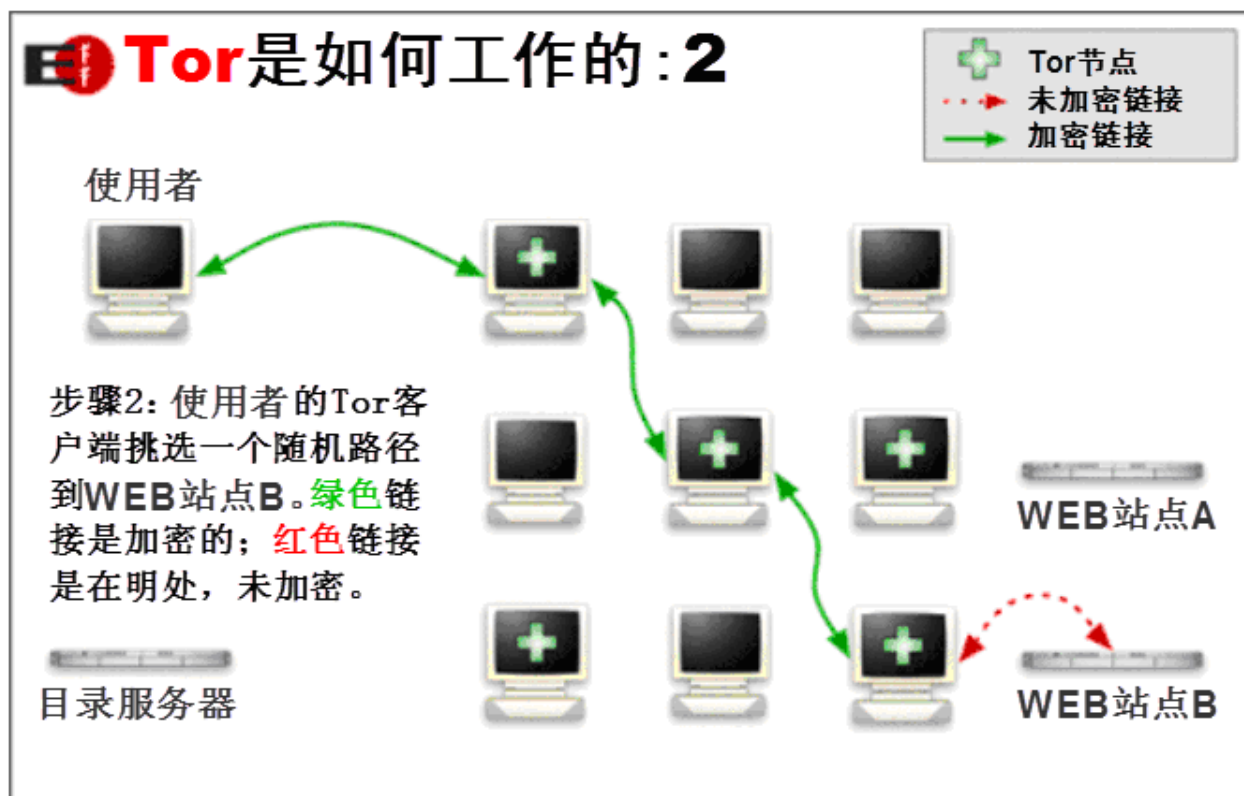 Tor是如何工作的:2
Tor节点
未加密链接
加密链接
使用者
步骤2: 使用者的Tor客
户端挑选一个随机路径
到WEB站点B。绿色链
接是加密的；红色链接
是在明处，未加密。
目录服务器
WEB站点A
WEB站点B